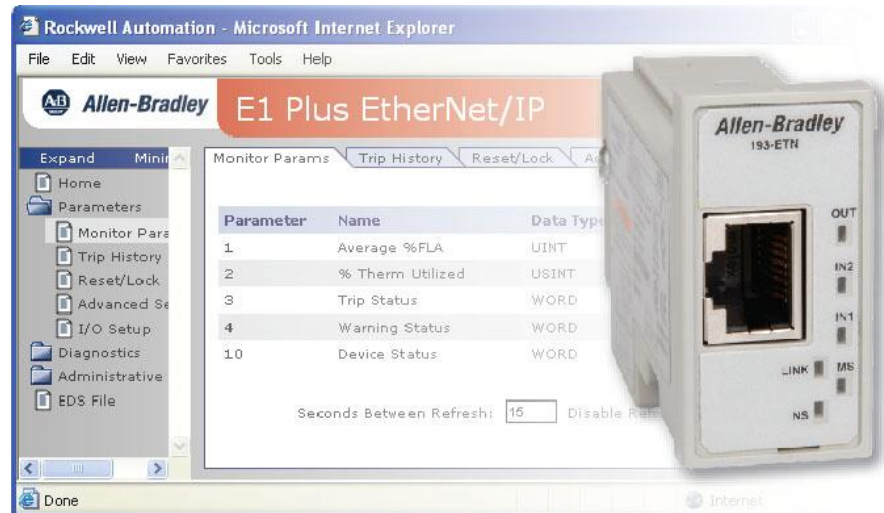 Rockwell Automation - Microsoft Internet Explorer
File Edit View Favorites Tools Help
AB Allen-Bradley E1 Plus EtherNet/IP
Expand Minir
Home
Parameters
Monitor Para
Trip History
Reset/Lock
Advanced Se
I/O Setup
Diagnostics
Administrative
EDS File
Monitor Params Trip History Reset/Lock
Parameter Name Data Type
1 Average %FLA UINT
2 % Therm Utilized USINT
3 Trip Status WORD
4 Warning Status WORD
10 Device Status WORD
Seconds Between Refresh: 15 Disable
Done
Internet
Allen-Bradley
193-ETN
OUT
IN2
IN1
LINK MS
NS